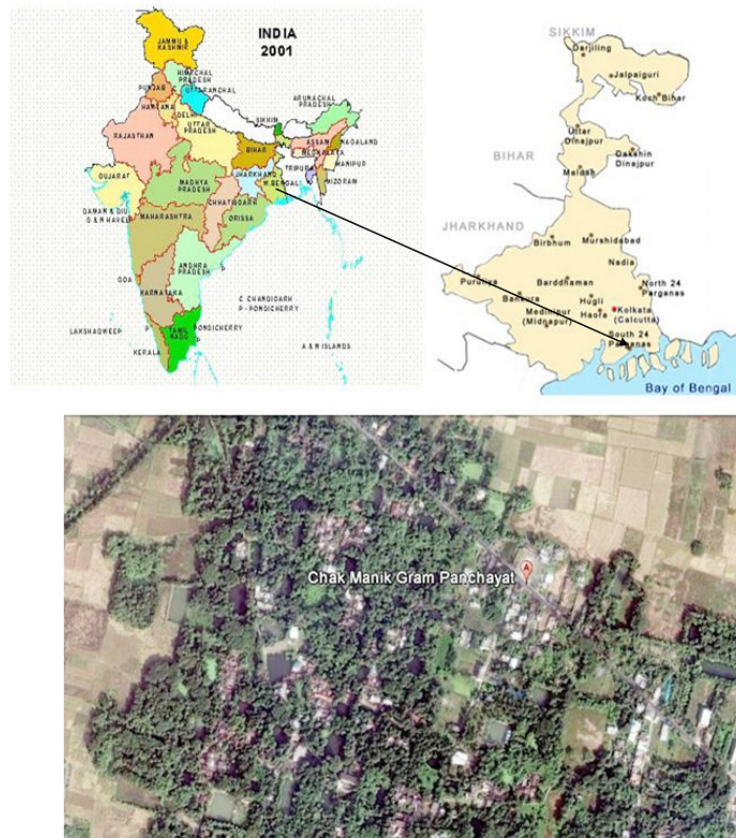 INDIA
2001
JAMMU &
KASHMIR
HIMACHAL
PRADESH
PUNJAB
C
UTTARANCHAL
HARYANA
DELHI
ARUNACHAL
PRADESH
SIKKIM
RAJASTHAN
UTTAR
PRADESH
BIHAR
ASSAM
NAGALAND
MEGHALAYA
MANIPUR
TRIPURA
MIZORAM
GUJARAT
MADHYA
PRADESH
JHARKHAND
W.BENGAL
CHHATISGARH
ORISSA
DAMAN & DIU
D & N HAVELI
MAHARASHTRA
ANDHRA
PRADESH
GOA
KARNATAKA
C CHANDIGARH
P - PONDICHERRY
LAKSHADWEEP
P
TAMIL
NADU
PONDICHERRY
P
KERALA
A & N ISLANDS
SIKKIM
Darjiling
Jalpaiguri
Koch Bihar
Uttar
Dinajpur
BIHAR
Dakshin
Dinajpur
Maldah
JHARKHAND
Birbhum
Murshidabad
Nadia
Puruliya
Barddhaman
North 24
Parganas
Bankura
Hugli
Medinipur
(Midnapur)
Haora
Kolkata
(Calcutta)
South 24
Parganas
Bay of Bengal
Chak Manik Gram Panchayat
A